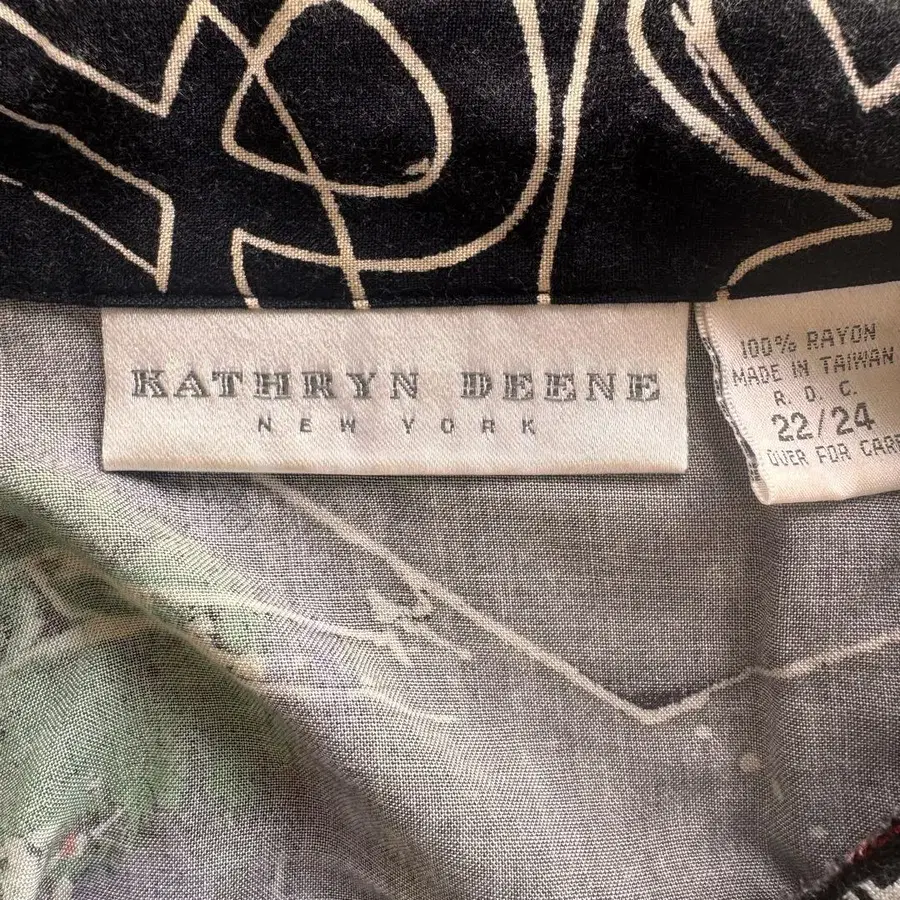 KATHRYN DEENE
NEW YORK
100% RAYON
MADE IN TAIWAN
R. O. C.
22/24
OVER FOR CARE